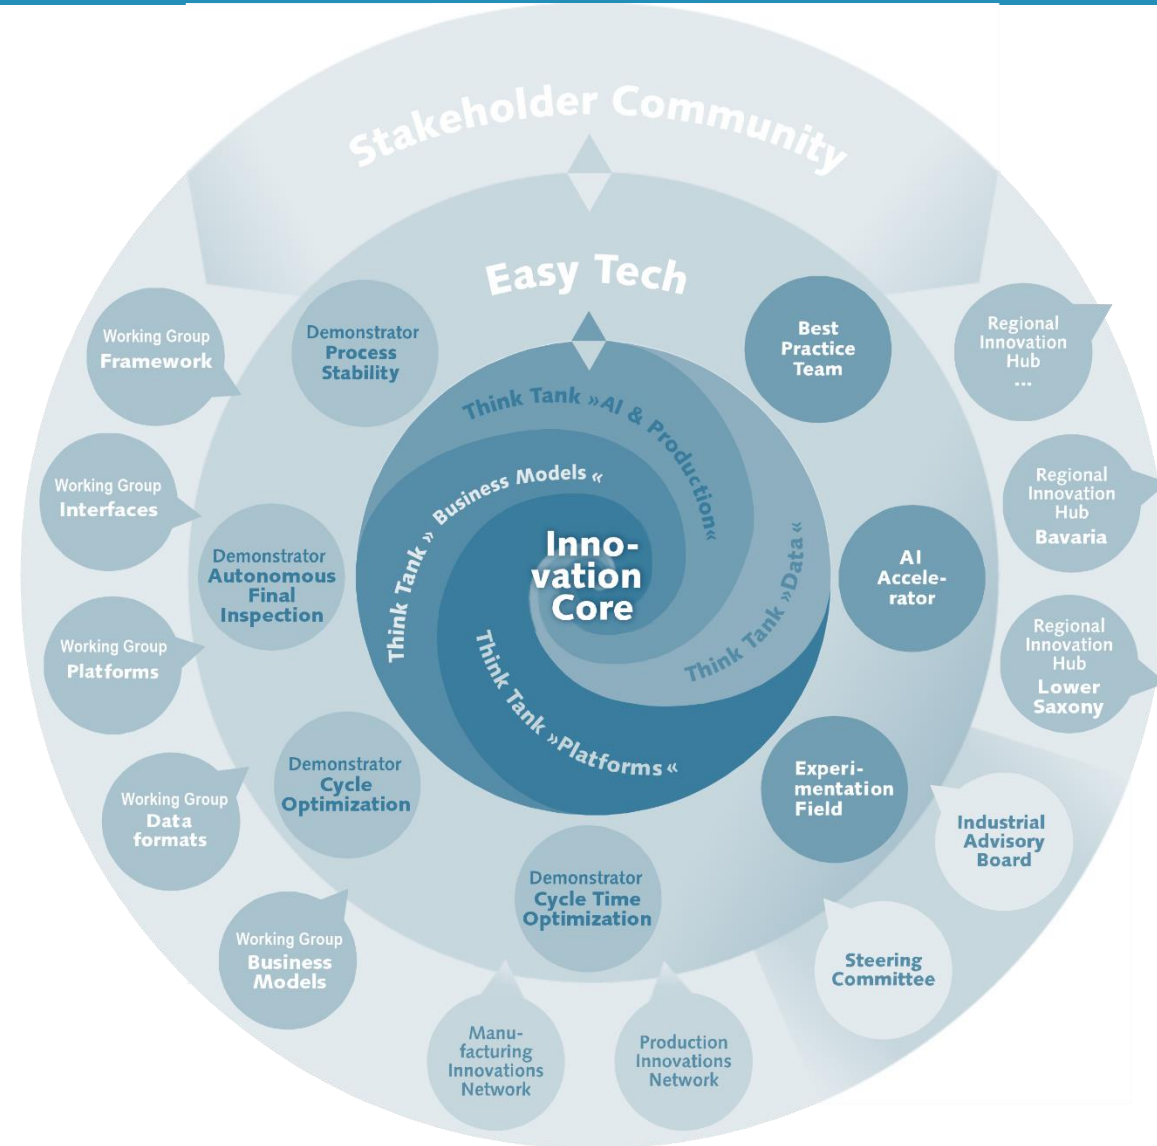 Stakeholder Community
Easy Tech
Inno-
vation
Core
Think Tank »AI & Production«
Think Tank » Business Models «
Think Tank »Data«
Think Tank »Platforms«
Demonstrator
Process
Stability
Demonstrator
Autonomous
Final
Inspection
Demonstrator
Cycle
Optimization
Demonstrator
Cycle Time
Optimization
Best
Practice
Team
AI
Accele-
rator
Experi-
mentation
Field
Working Group
Framework
Working Group
Interfaces
Working Group
Platforms
Working Group
Data
formats
Working Group
Business
Models
Manu-
facturing
Innovations
Network
Production
Innovations
Network
Steering
Committee
Industrial
Advisory
Board
Regional
Innovation
Hub
Lower
Saxony
Regional
Innovation
Hub
Bavaria
Regional
Innovation
Hub
...